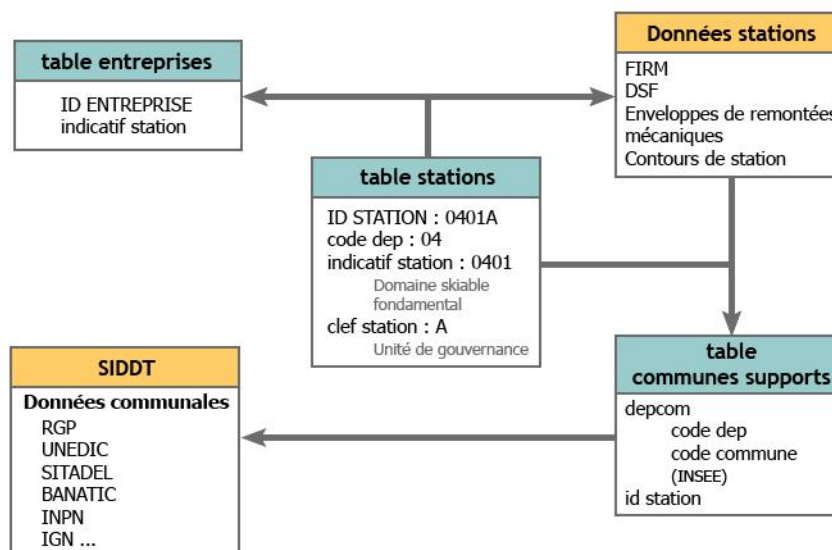 table entreprises
ID ENTREPRISE
indicatif station
Données stations
FIRM
DSF
Enveloppes de remontées
mécaniques
Contours de station
table stations
ID STATION : 0401A
code dep : 04
indicatif station : 0401
Domaine skiable
fondamental
clef station : A
Unité de gouvernance
SIDDT
Données communales
RGP
UNEDIC
SITADEL
BANATIC
INPN
IGN ...
table
communes supports
depcom
code dep
code commune
(INSEE)
id station